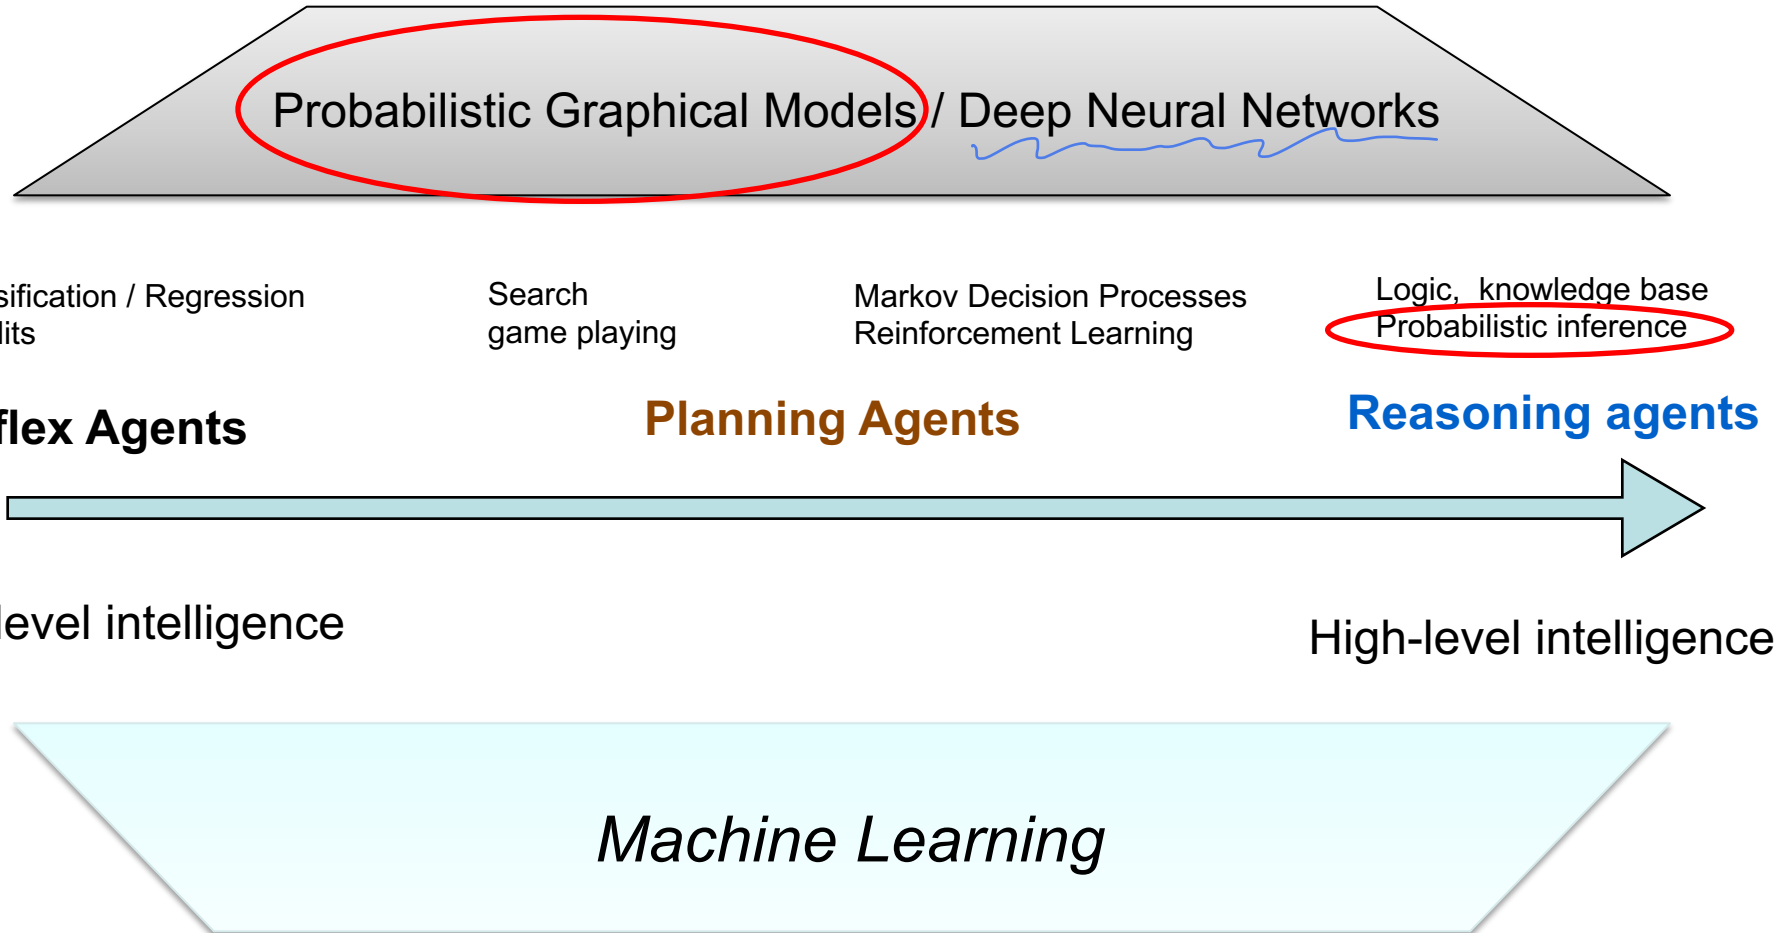 Probabilistic Graphical Models / Deep Neural Networks
sification / Regression
lits
Search
game playing
Markov Decision Processes
Reinforcement Learning
Logic, knowledge base
Probabilistic inference
flex Agents
Planning Agents
Reasoning agents
level intelligence
High-level intelligence
Machine Learning